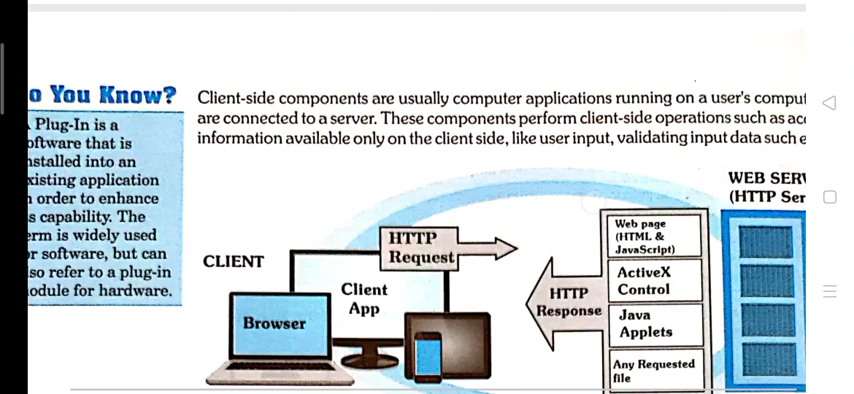 o You Know?
Plug-In is a
oftware that is
nstalled into an
xisting application
order to enhance
s capability. The
erm is widely used
or software, but can
so refer to a plug-in
odule for hardware.
Client-side components are usually computer applications running on a user's comput
are connected to a server. These components perform client-side operations such as acc
information available only on the client side, like user input, validating input data such e
WEB SERV
(HTTP Ser
CLIENT
HTTP
Request
Client
App
Browser
HTTP
Response
Web page
(HTML &
JavaScript)
ActiveX
Control
Java
Applets
Any Requested
file